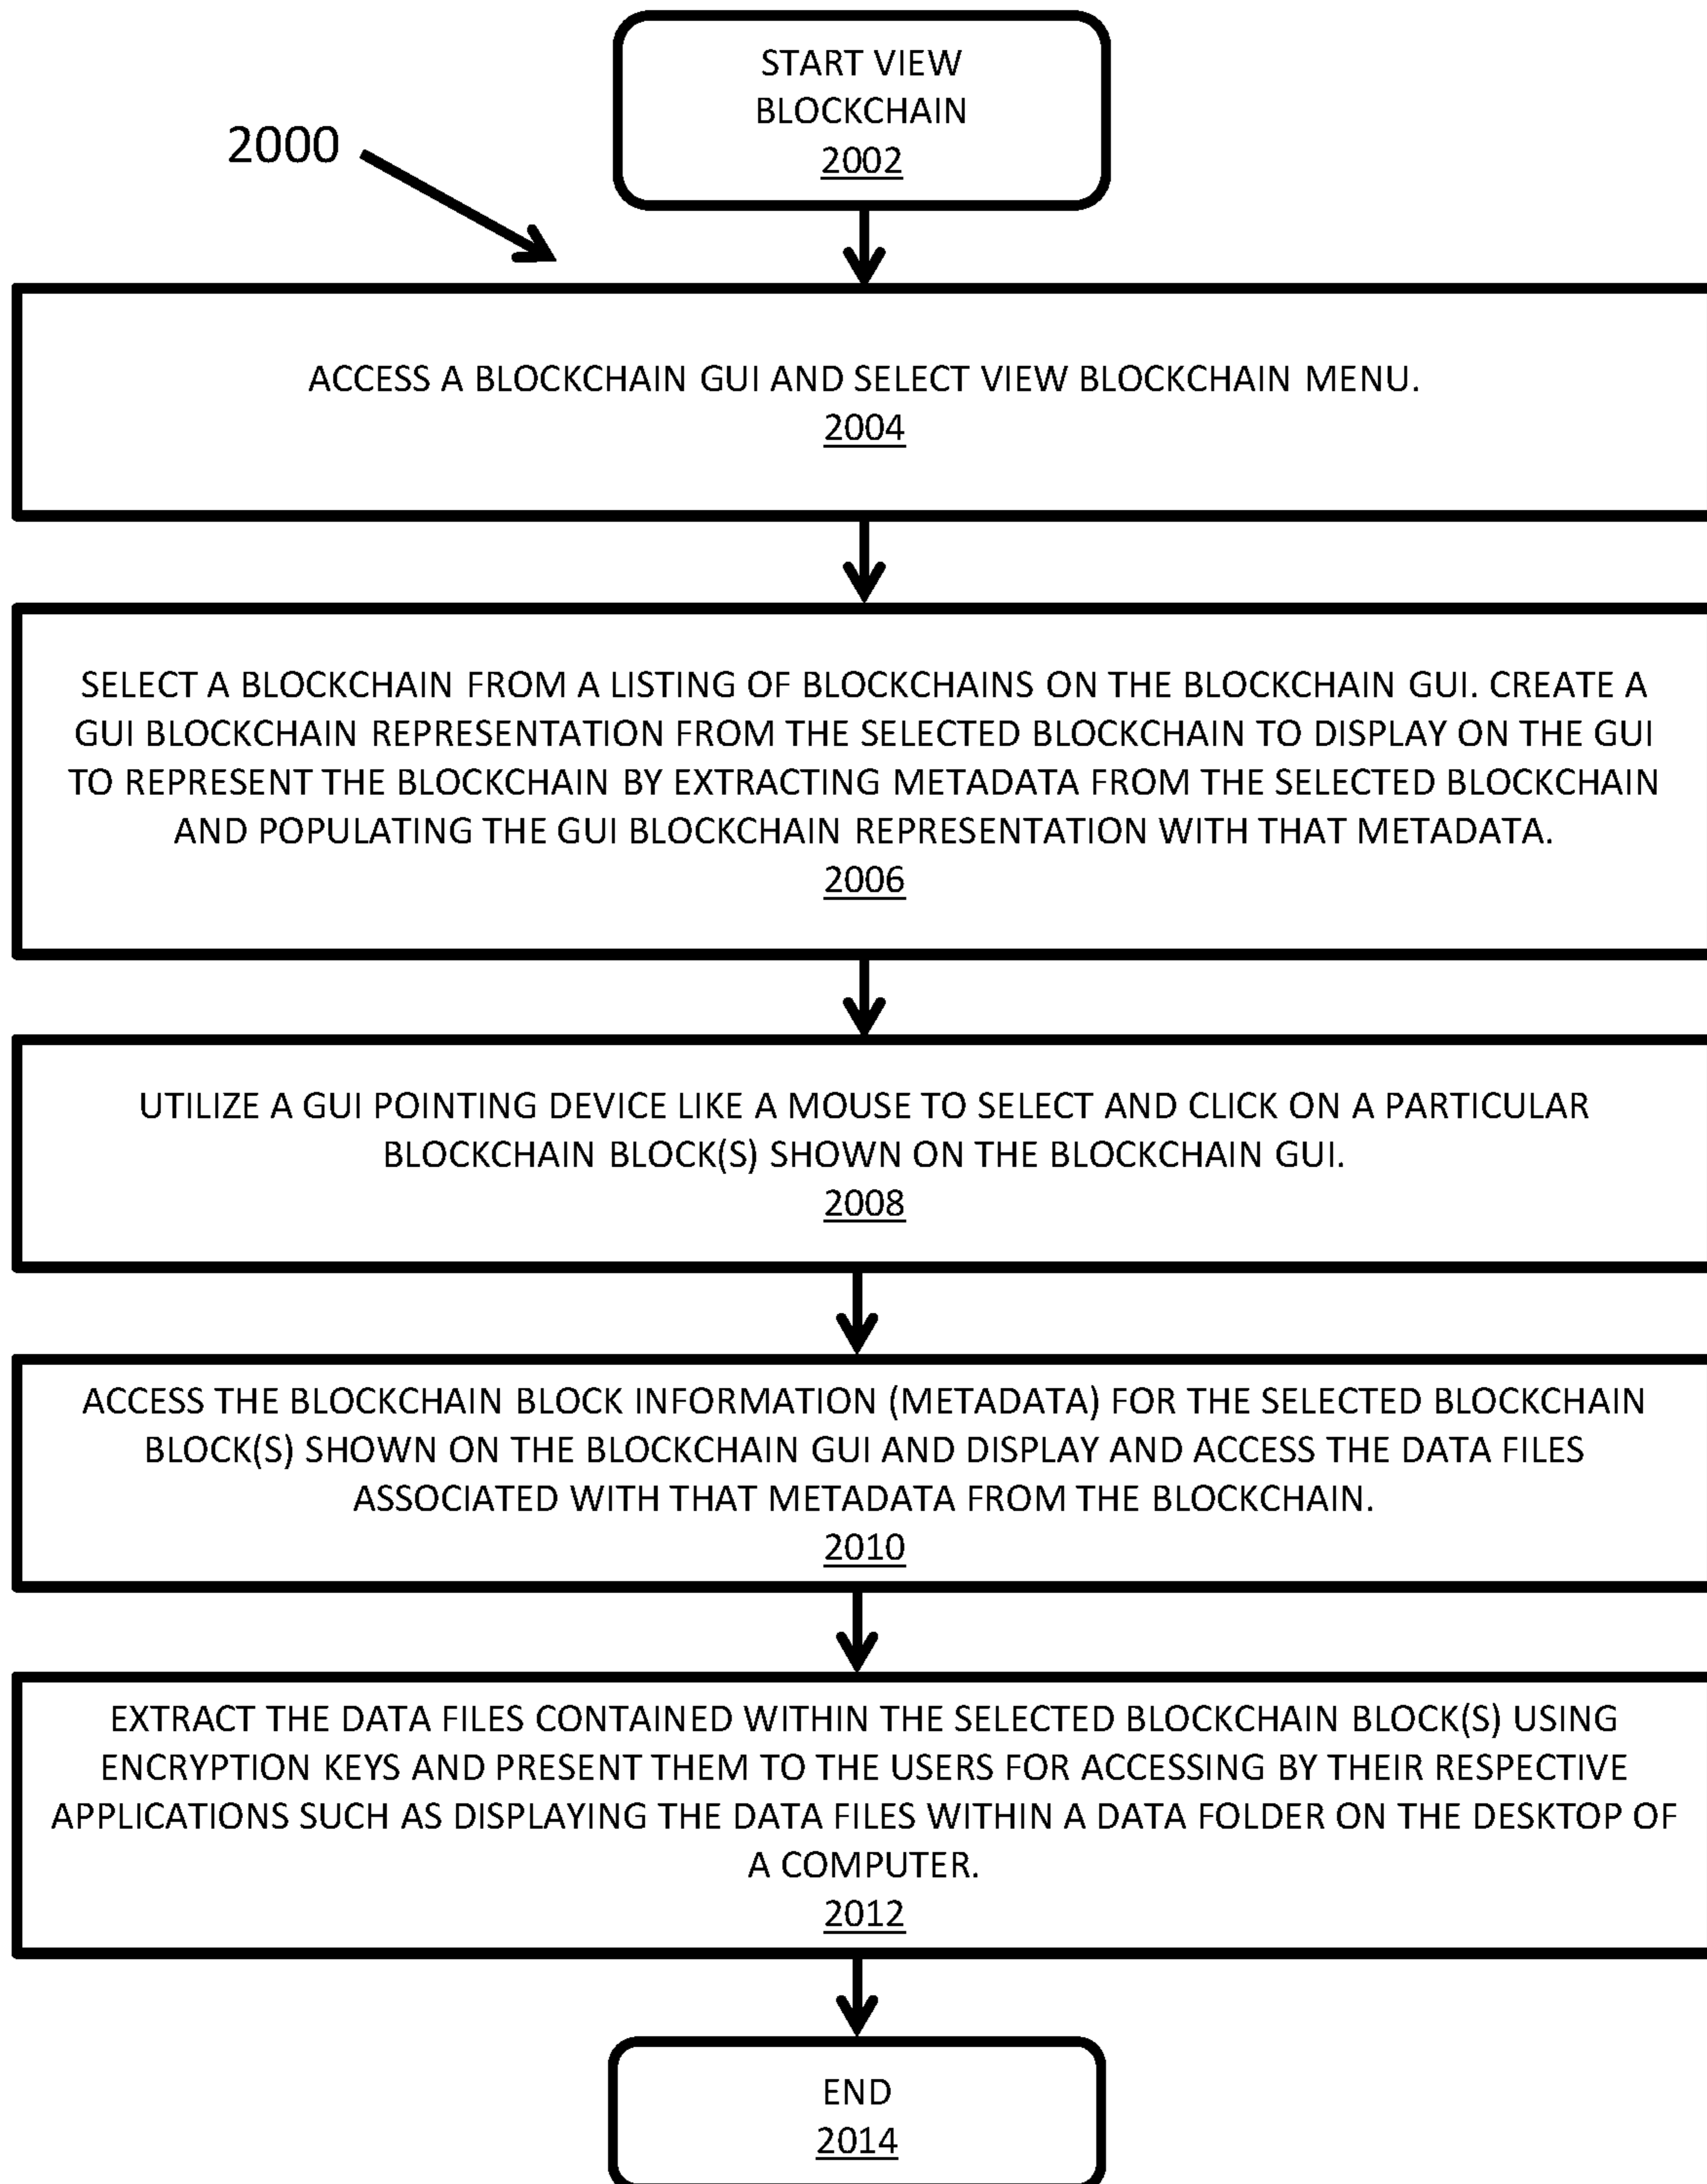 START VIEW
BLOCKCHAIN
2002
2000
ACCESS A BLOCKCHAIN GUI AND SELECT VIEW BLOCKCHAIN MENU.
2004
SELECT A BLOCKCHAIN FROM A LISTING OF BLOCKCHAINS ON THE BLOCKCHAIN GUI. CREATE A
GUI BLOCKCHAIN REPRESENTATION FROM THE SELECTED BLOCKCHAIN TO DISPLAY ON THE GUI
TO REPRESENT THE BLOCKCHAIN BY EXTRACTING METADATA FROM THE SELECTED BLOCKCHAIN
AND POPULATING THE GUI BLOCKCHAIN REPRESENTATION WITH THAT METADATA.
2006
UTILIZE A GUI POINTING DEVICE LIKE A MOUSE TO SELECT AND CLICK ON A PARTICULAR
BLOCKCHAIN BLOCK(S) SHOWN ON THE BLOCKCHAIN GUI.
2008
ACCESS THE BLOCKCHAIN BLOCK INFORMATION (METADATA) FOR THE SELECTED BLOCKCHAIN
BLOCK(S) SHOWN ON THE BLOCKCHAIN GUI AND DISPLAY AND ACCESS THE DATA FILES
ASSOCIATED WITH THAT METADATA FROM THE BLOCKCHAIN.
2010
EXTRACT THE DATA FILES CONTAINED WITHIN THE SELECTED BLOCKCHAIN BLOCK(S) USING
ENCRYPTION KEYS AND PRESENT THEM TO THE USERS FOR ACCESSING BY THEIR RESPECTIVE
APPLICATIONS SUCH AS DISPLAYING THE DATA FILES WITHIN A DATA FOLDER ON THE DESKTOP OF
A COMPUTER.
2012
END
2014